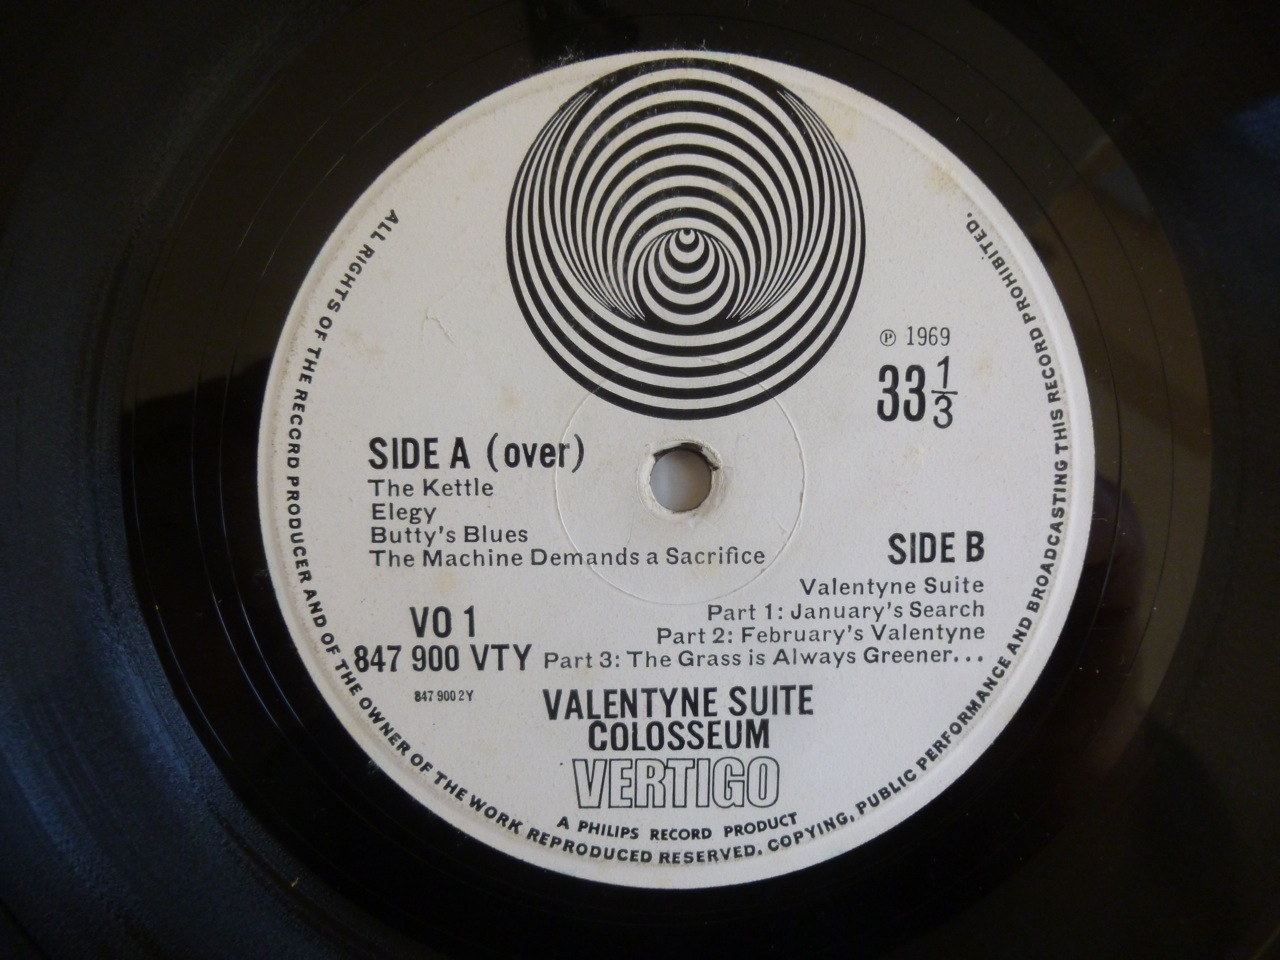 ℗ 1969
33 1/3
SIDE A (over)
The Kettle
Elegy
Butty's Blues
The Machine Demands a Sacrifice
SIDE B
Valentyne Suite
Part 1: January's Search
Part 2: February's Valentyne
Part 3: The Grass is Always Greener...
VO 1
847 900 VTY
847 900 2Y
VALENTYNE SUITE
COLOSSEUM
VERTIGO
A PHILIPS RECORD PRODUCT
ALL RIGHTS OF THE RECORD PRODUCER AND OF THE OWNER OF THE WORK REPRODUCED RESERVED. COPYING, PUBLIC PERFORMANCE AND BROADCASTING THIS RECORD PROHIBITED.